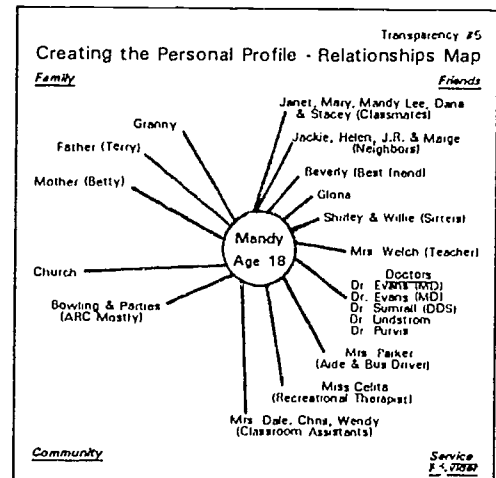 Transparency #5
Creating the Personal Profile - Relationships Map
Family
Friends
Janet, Mary, Mandy Lee, Dana
& Stacey (Classmates)
Granny
Jackie, Helen, J.R. & Marge
(Neighbors)
Father (Terry)
Beverly (Best friend)
Mother (Betty)
Gloria
Shirley & Willie (Sitters)
Mandy
Age 18
Mrs Welch (Teacher)
Church
Doctors
Dr Evans (MD)
Dr. Evans (MD)
Dr Sumrall (DDS)
Dr Lindstrom
Dr Purvis
Bowling & Parties
(ARC Mostly)
Mrs Parker
(Aide & Bus Driver)
Miss Celita
(Recreational Therapist)
Mrs Dale, Chris, Wendy
(Classroom Assistants)
Community
Service